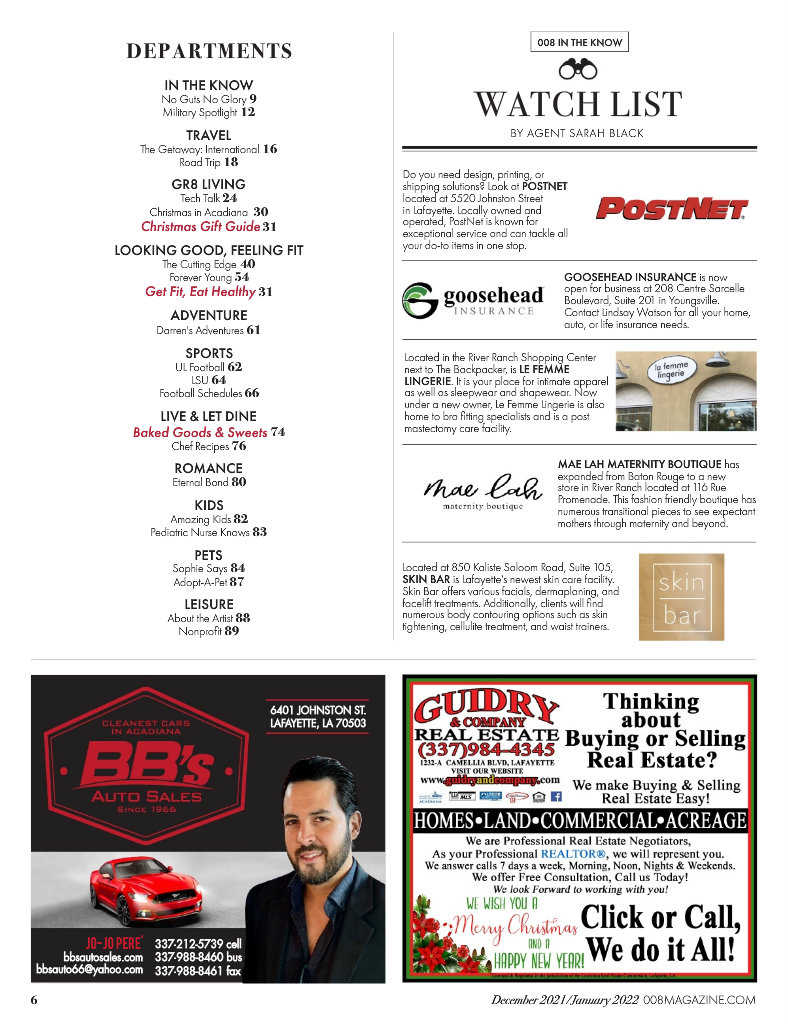 DEPARTMENTS
IN THE KNOW
No Guts No Glory 9
Military Spotlight 12
TRAVEL
The Getaway: International 16
Road Trip 18
GR8 LIVING
Tech Talk 24
Christmas in Acadiana 30
Christmas Gift Guide 31
LOOKING GOOD, FEELING FIT
The Cutting Edge 40
Forever Young 54
Get Fit, Eat Healthy 31
ADVENTURE
Darren's Adventures 61
SPORTS
UL Football 62
LSU 64
Football Schedules 66
LIVE & LET DINE
Baked Goods & Sweets 74
Chef Recipes 76
ROMANCE
Eternal Bond 80
KIDS
Amazing Kids 82
Pediatric Nurse Knows 83
PETS
Sophie Says 84
Adopt-A-Pet 87
LEISURE
About the Artist 88
Nonprofit 89
008 IN THE KNOW
WATCH LIST
BY AGENT SARAH BLACK
Do you need design, printing, or
shipping solutions? Look at POSTNET
located at 5520 Johnston Street
in Lafayette. Locally owned and
operated, PostNet is known for
exceptional service and can tackle all
your do-to items in one stop.
POSTNET
goosehead
INSURANCE
GOOSEHEAD INSURANCE is now
open for business at 208 Centre Sarcelle
Boulevard, Suite 201 in Youngsville.
Contact Lindsay Watson for all your home,
auto, or life insurance needs.
Located in the River Ranch Shopping Center
next to The Backpacker, is LE FEMME
LINGERIE. It is your place for intimate apparel
as well as sleepwear and shapewear. Now
under a new owner, Le Femme Lingerie is also
home to bra fitting specialists and is a post
mastectomy care facility.
la femme
lingerie
mae lah
maternity boutique
MAE LAH MATERNITY BOUTIQUE has
expanded from Baton Rouge to a new
store in River Ranch located at 116 Rue
Promenade. This fashion friendly boutique has
numerous transitional pieces to see expectant
mothers through maternity and beyond.
Located at 850 Kaliste Saloom Road, Suite 105,
SKIN BAR is Lafayette's newest skin care facility.
Skin Bar offers various facials, dermaplaning, and
facelift treatments. Additionally, clients will find
numerous body contouring options such as skin
tightening, cellulite treatment, and waist trainers.
skin
bar
CLEANEST CARS
IN ACADIANA
BB's
AUTO SALES
SINCE 1966
6401 JOHNSTON ST.
LAFAYETTE, LA 70503
JO-JO PERE'
bbsautosales.com
bbsauto66@yahoo.com
337-212-5739 cell
337-988-8460 bus
337-988-8461 fax
GUIDRY
& COMPANY
REAL ESTATE
(337)984-4345
1232-A CAMELLIA BLVD, LAFAYETTE
VISIT OUR WEBSITE
www.guidryandcompany.com
MLS
Thinking
about
Buying or Selling
Real Estate?
We make Buying & Selling
Real Estate Easy!
HOMES•LAND•COMMERCIAL•ACREAGE
We are Professional Real Estate Negotiators,
As your Professional REALTOR®, we will represent you.
We answer calls 7 days a week, Morning, Noon, Nights & Weekends.
We offer Free Consultation, Call us Today!
We look Forward to working with you!
WE WISH YOU A
Merry Christmas
AND A
HAPPY NEW YEAR!
Click or Call,
We do it All!
6
December 2021/January 2022 008MAGAZINE.COM